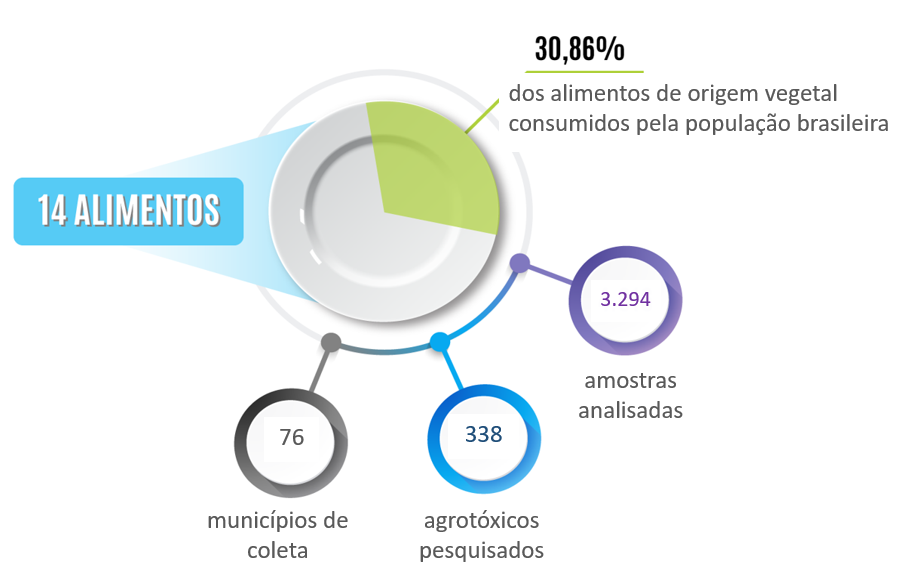 30,86%
dos alimentos de origem vegetal
consumidos pela população brasileira
14 ALIMENTOS
3.294
amostras
analisadas
338
agrotóxicos
pesquisados
76
municípios de
coleta